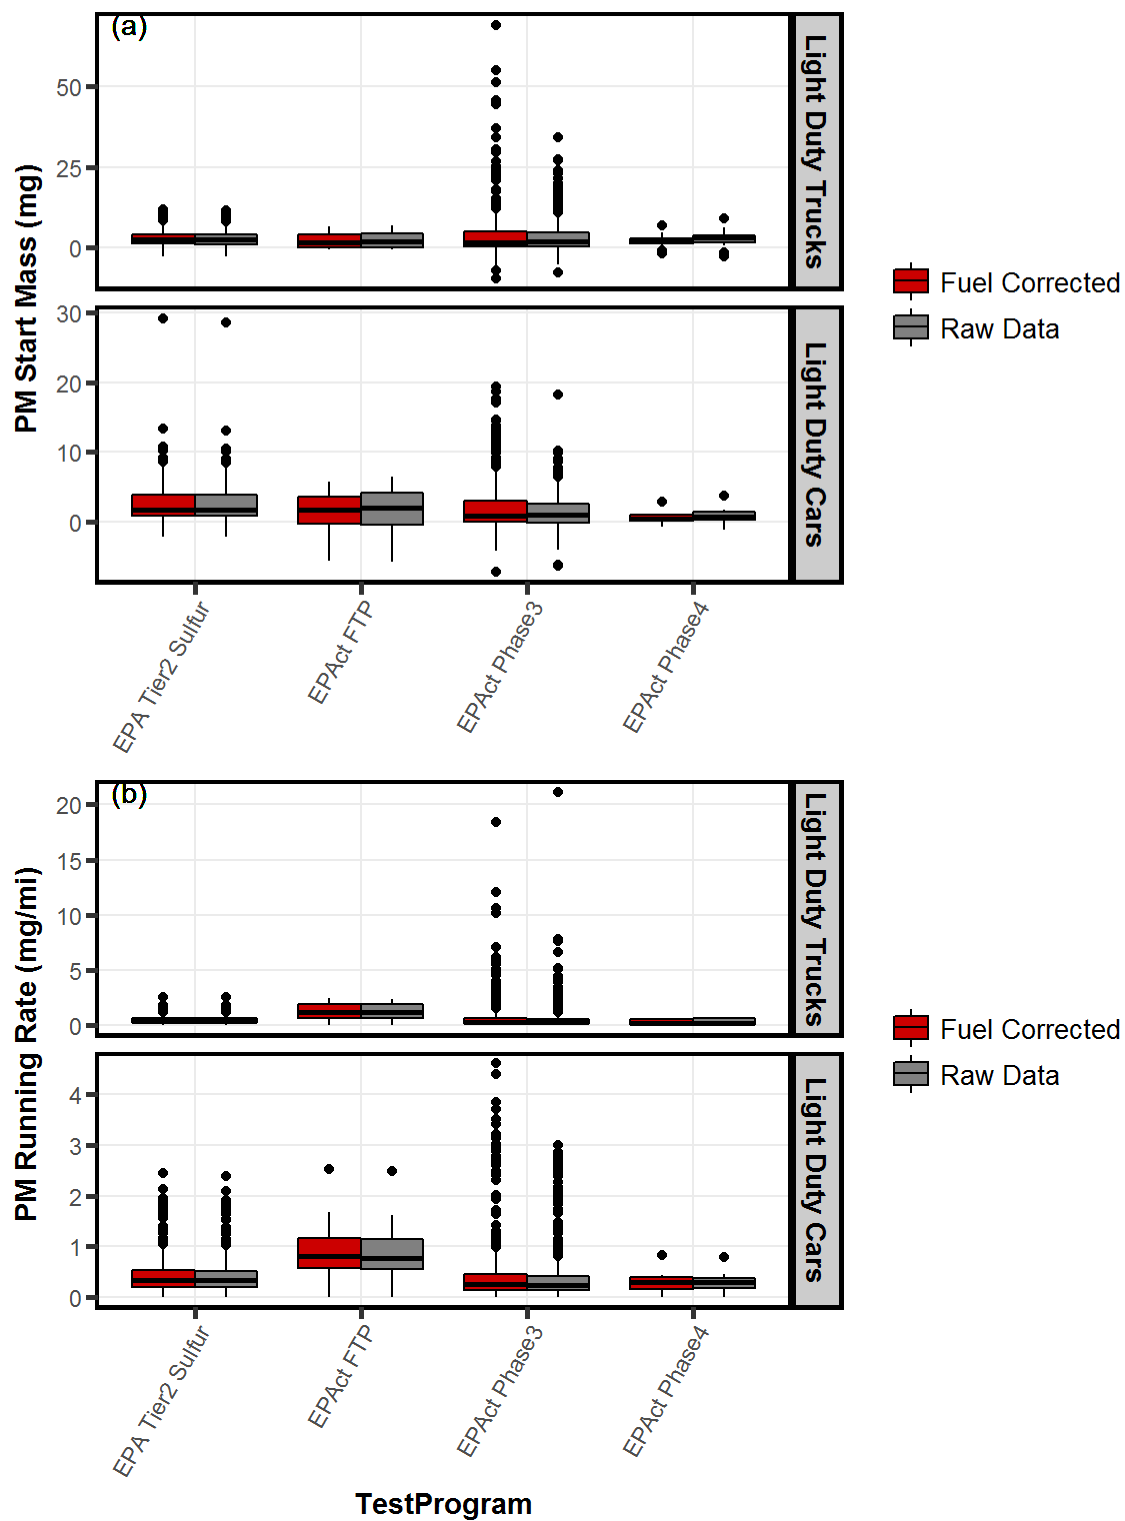 (a)
PM Start Mass (mg)
50
25
0
Light Duty Trucks
30
20
10
0
Light Duty Cars
EPA Tier2 Sulfur
EPAct FTP
EPAct Phase3
EPAct Phase4
Fuel Corrected
Raw Data
(b)
PM Running Rate (mg/mi)
20
15
10
5
0
Light Duty Trucks
4
3
2
1
0
Light Duty Cars
EPA Tier2 Sulfur
EPAct FTP
EPAct Phase3
EPAct Phase4
Fuel Corrected
Raw Data
TestProgram